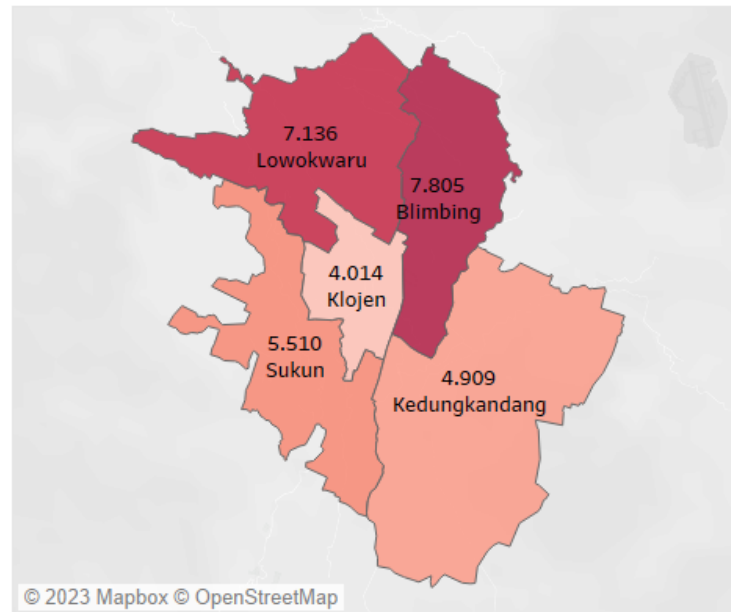 7.136
Lowokwaru
7.805
Blimbing
4.014
Klojen
5.510
Sukun
4.909
Kedungkandang
© 2023 Mapbox © OpenStreetMap